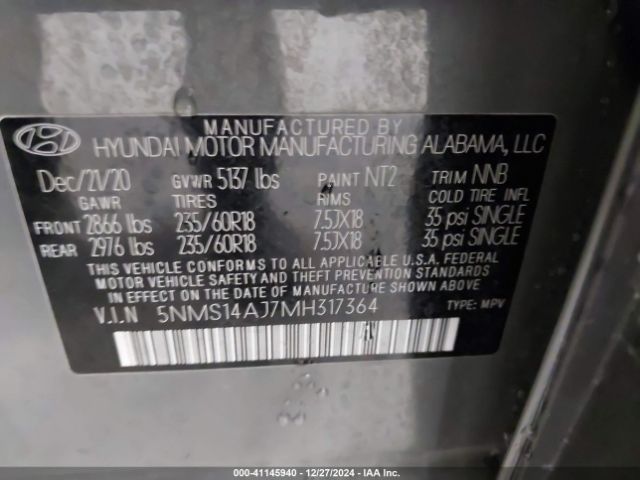 MANUFACTURED BY
HYUNDAI MOTOR MANUFACTURING ALABAMA, LLC
Dec/21/20 GVWR 5137 lbs PAINT NT2 TRIM NNB
GAWR TIRES RIMS COLD TIRE INFL
FRONT 2866 lbs 235/60R18 7.5JX18 35 psi SINGLE
REAR 2976 lbs 235/60R18 7.5JX18 35 psi SINGLE
THIS VEHICLE CONFORMS TO ALL APPLICABLE U.S.A. FEDERAL
MOTOR VEHICLE SAFETY AND THEFT PREVENTION STANDARDS
IN EFFECT ON THE DATE OF MANUFACTURE SHOWN ABOVE
V.I.N 5NMS14AJ7MH317364 TYPE: MPV
000-41145940 - 12/27/2024 - IAAI.COM